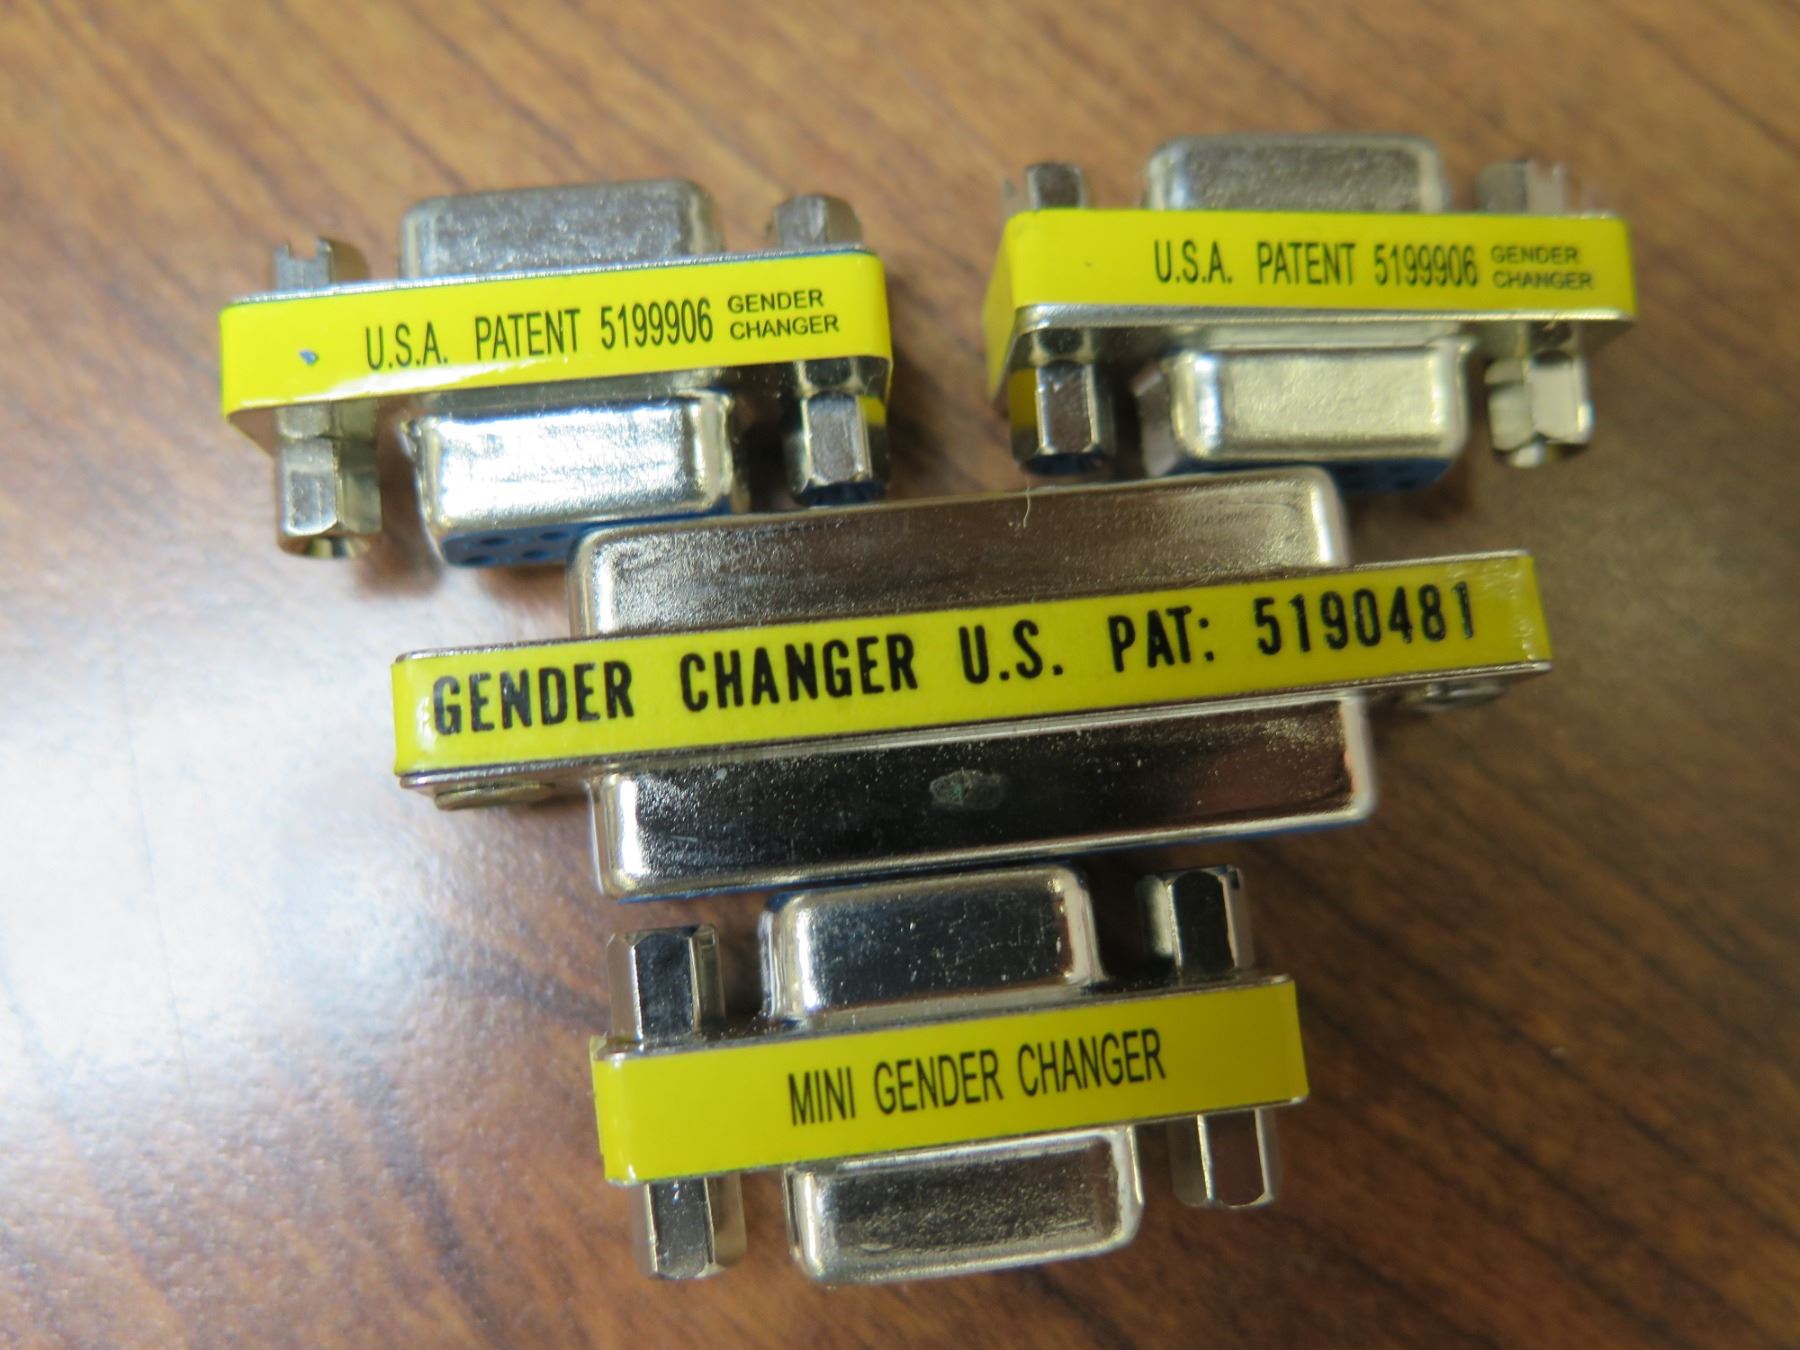 U.S.A. PATENT 5199906 GENDER
CHANGER
U.S.A. PATENT 5199906 GENDER
CHANGER
GENDER CHANGER U.S. PAT: 5190481
MINI GENDER CHANGER